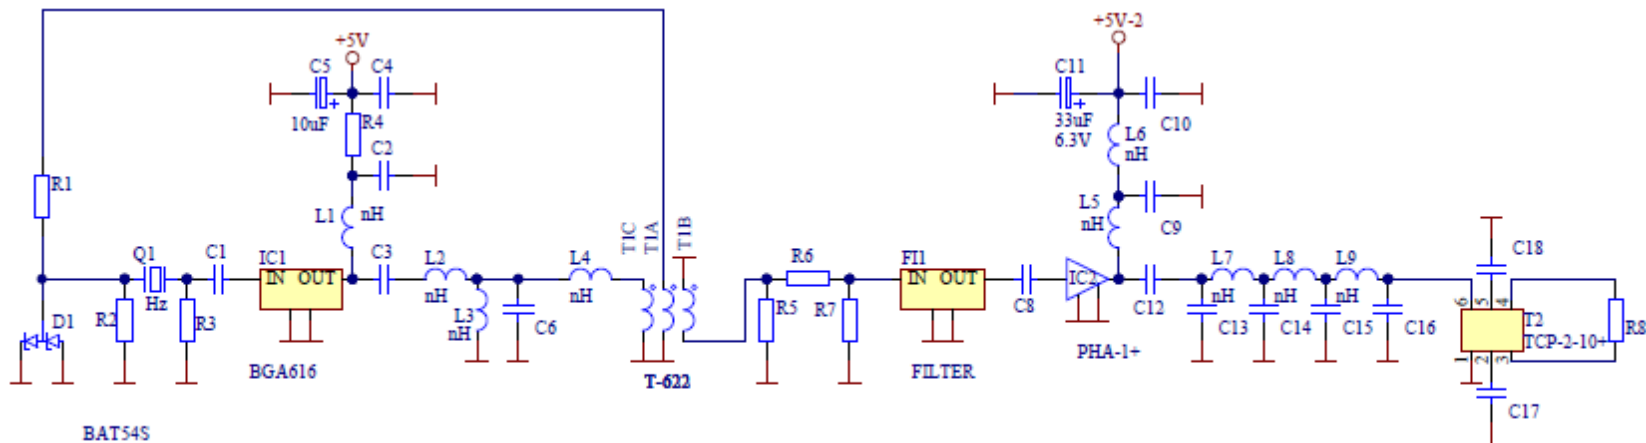 +5V
C5
C4
10uF
R4
C2
R1
L1
nH
Q1
Hz
C1
IC1
IN OUT
C3
L2
nH
L3
nH
C6
L4
nH
T1C
T1A
T1B
R2
R3
D1
BGA616
T-622
BAT54S
+5V-2
C11
33uF
6.3V
C10
L6
nH
L5
nH
C9
R6
R5
R7
FI1
IN OUT
FILTER
C8
IC2
PHA-1+
C12
L7
nH
L8
nH
L9
nH
C13
C14
C15
C16
C18
6
5
4
1
2
3
T2
TCP-2-10+
R8
C17